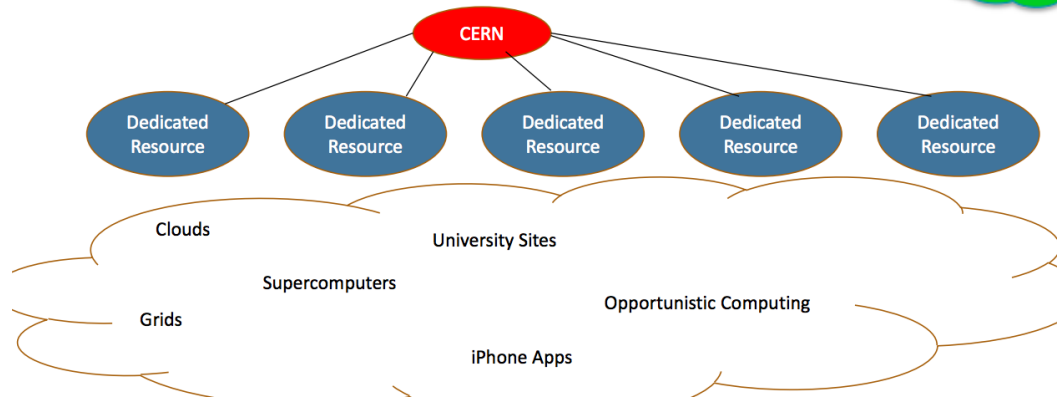 CERN
Dedicated
Resource
Dedicated
Resource
Dedicated
Resource
Dedicated
Resource
Dedicated
Resource
Clouds
University Sites
Supercomputers
Opportunistic Computing
Grids
iPhone Apps